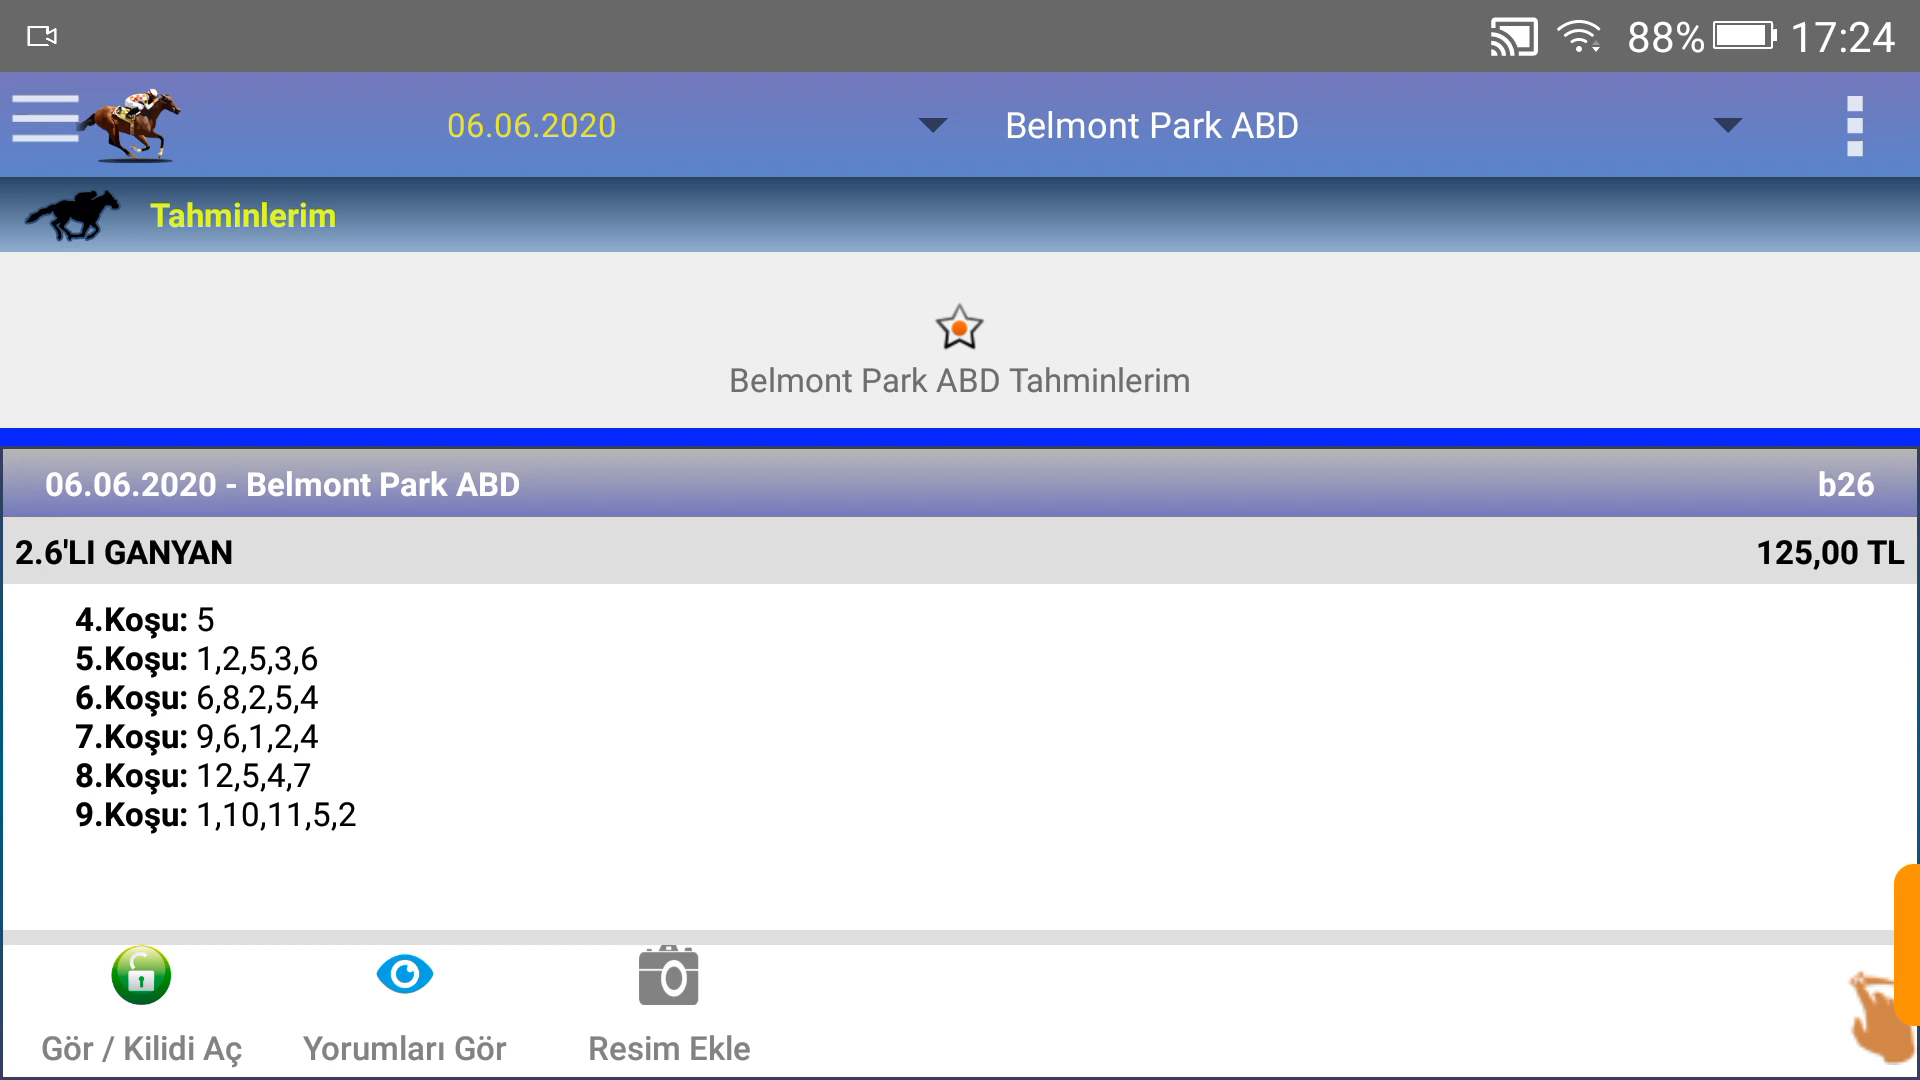 88% 17:24
06.06.2020 Belmont Park ABD
Tahminlerim
Belmont Park ABD Tahminlerim
06.06.2020 - Belmont Park ABD b26
2.6'LI GANYAN 125,00 TL
4.Koşu: 5
5.Koşu: 1,2,5,3,6
6.Koşu: 6,8,2,5,4
7.Koşu: 9,6,1,2,4
8.Koşu: 12,5,4,7
9.Koşu: 1,10,11,5,2
Gör / Kilidi Aç Yorumları Gör Resim Ekle